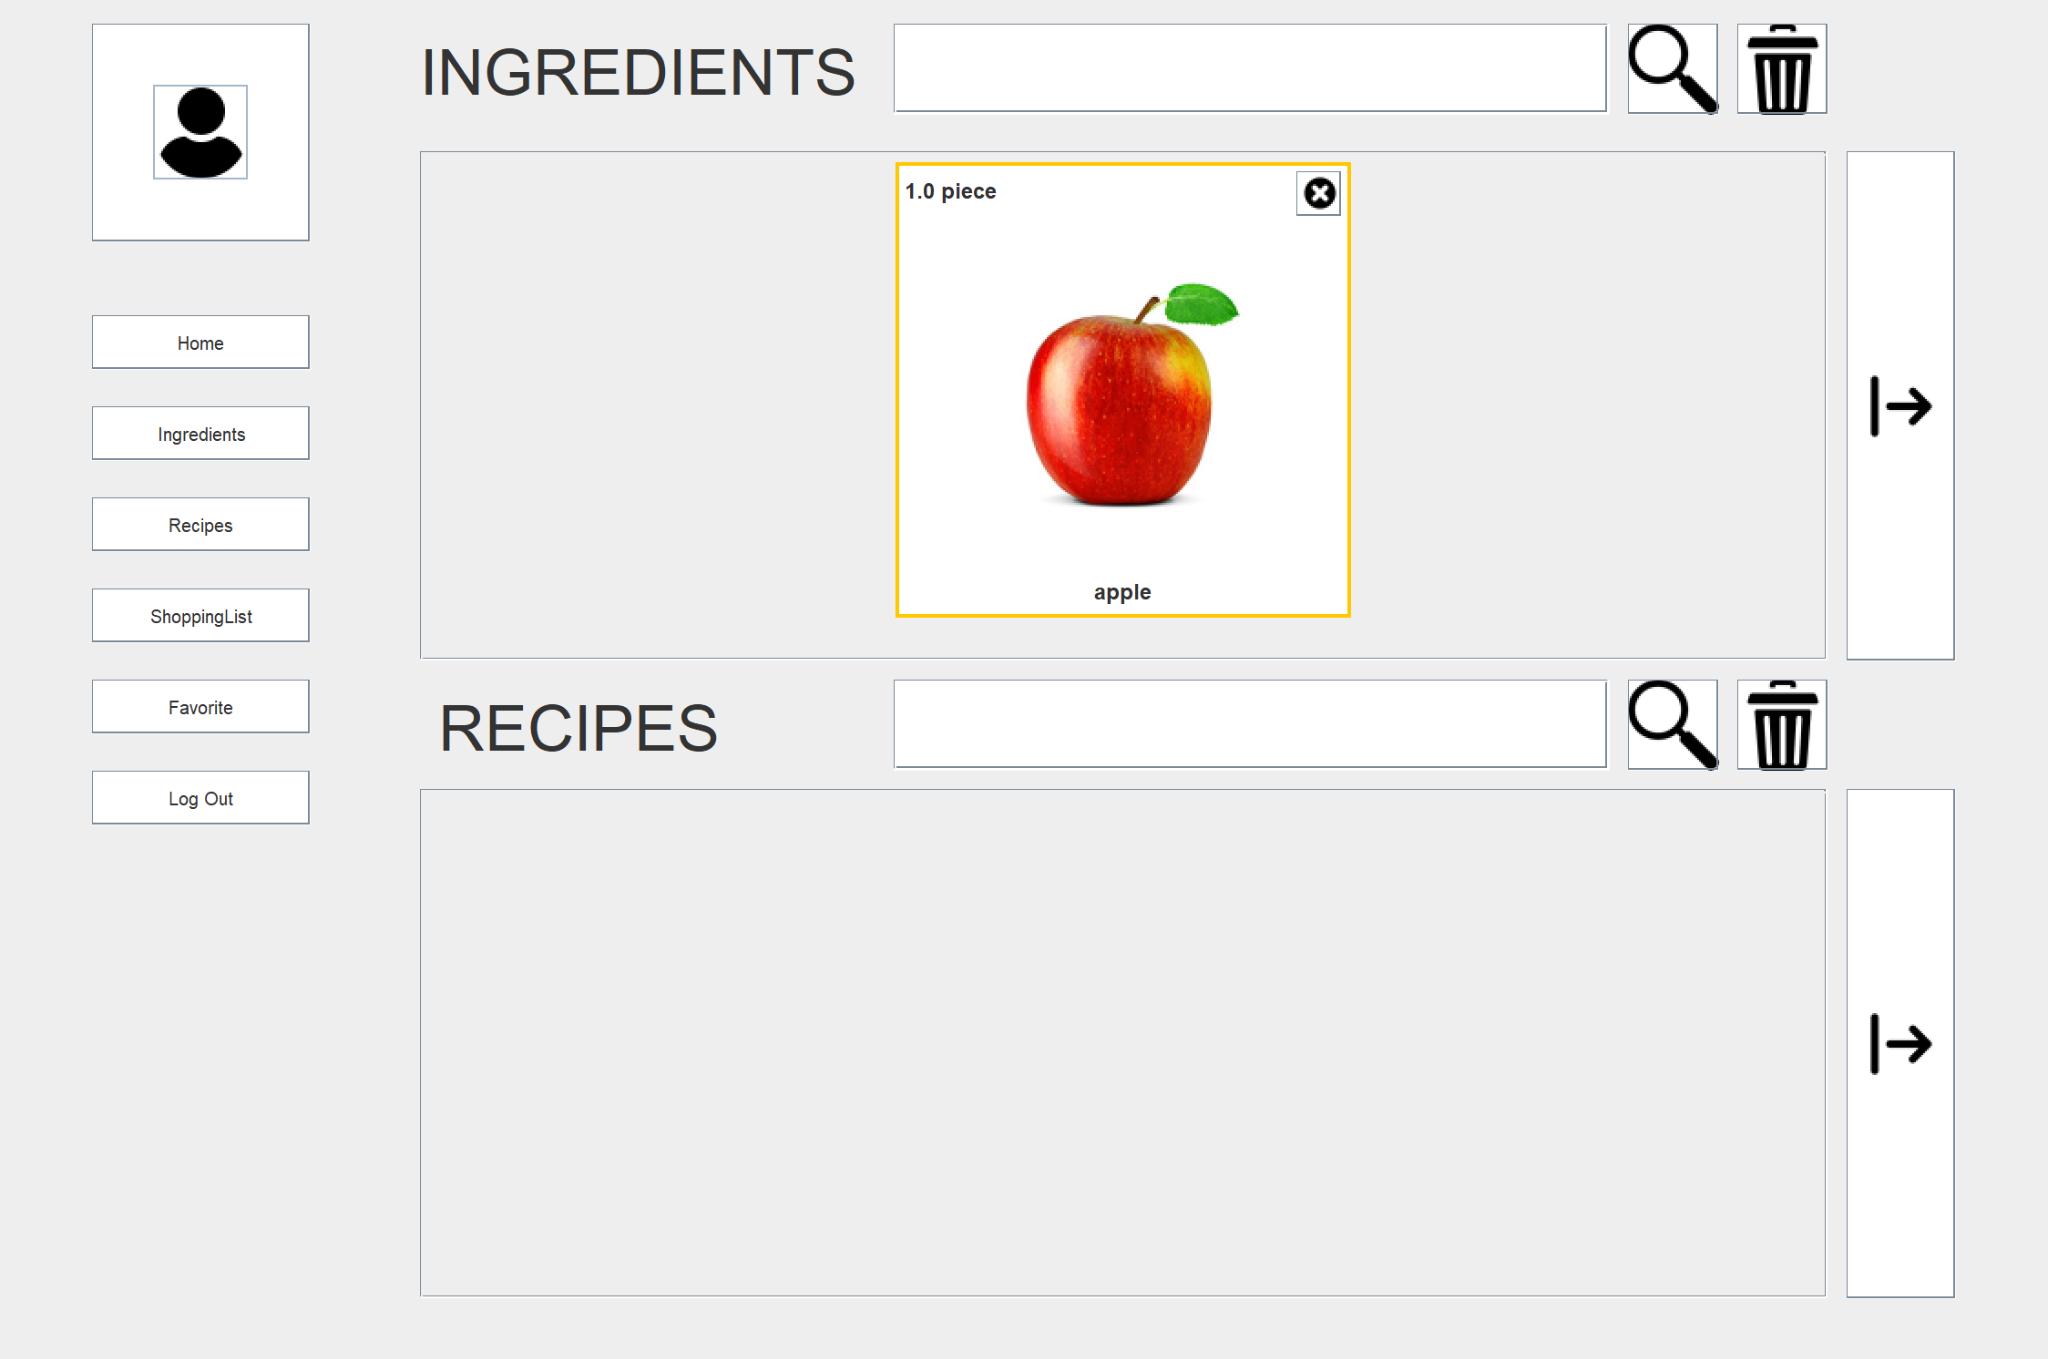 INGREDIENTS
1.0 piece
apple
Home
Ingredients
Recipes
ShoppingList
Favorite
Log Out
RECIPES